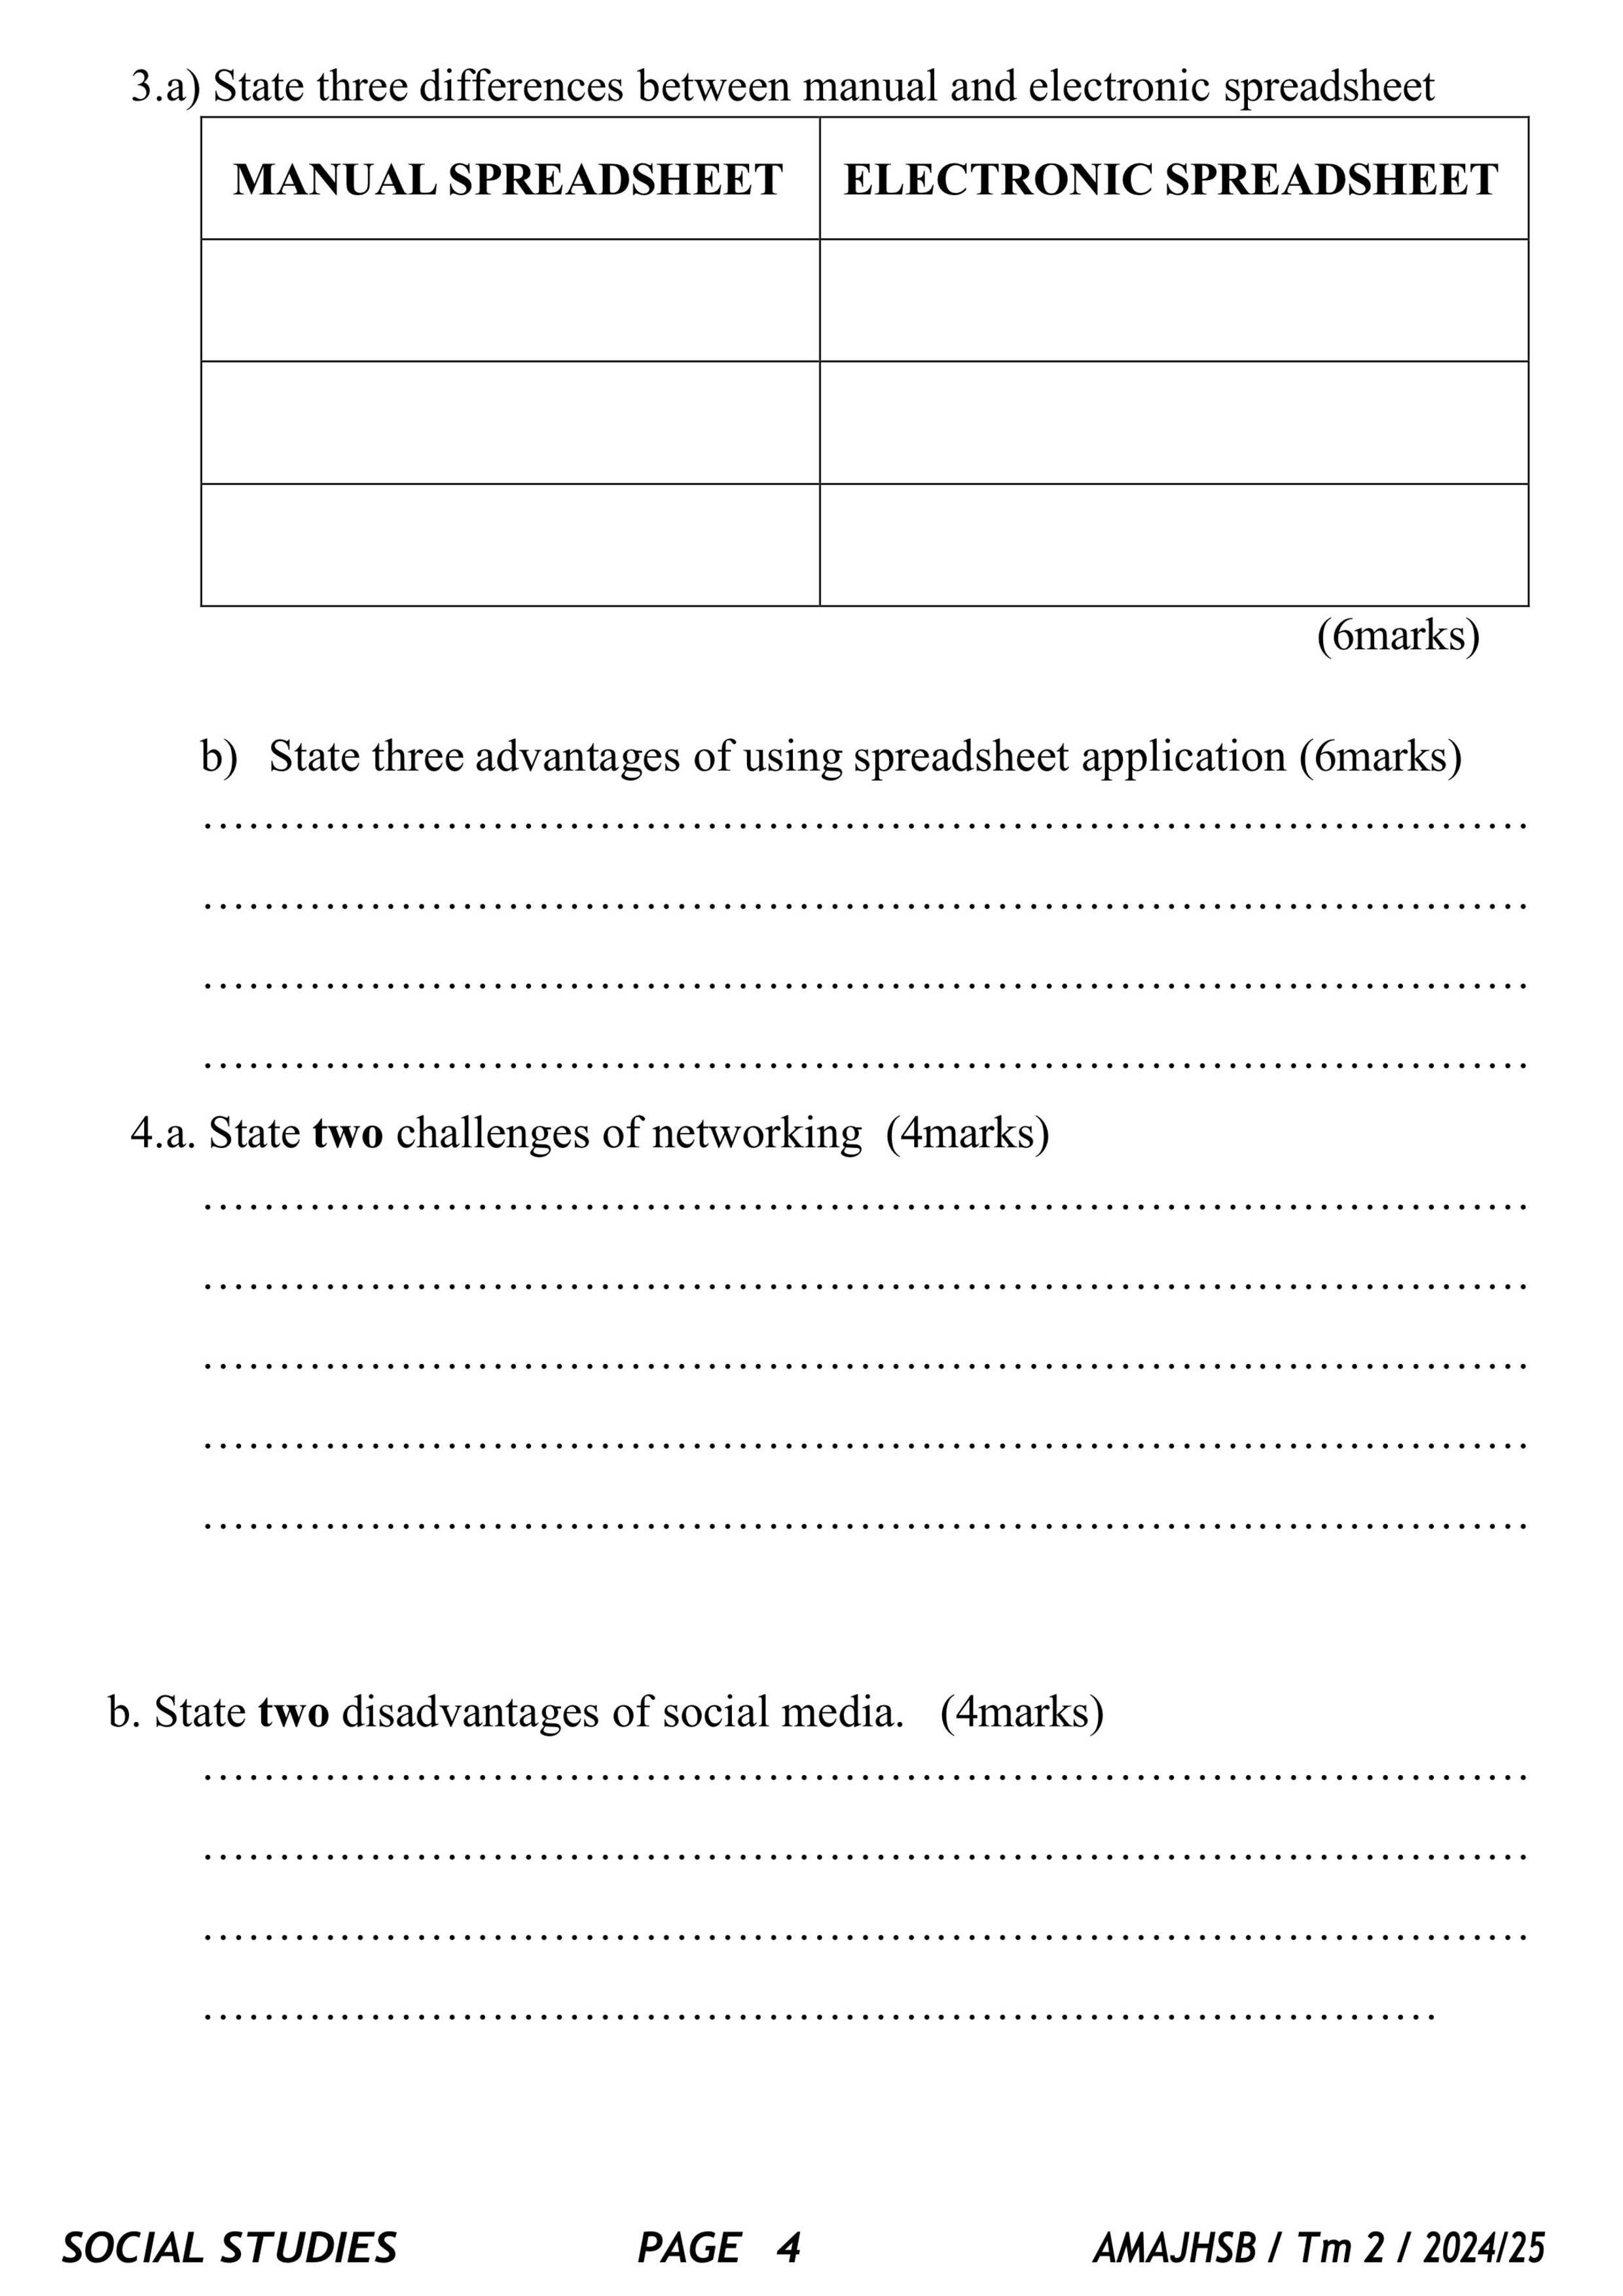 3.a) State three differences between manual and electronic spreadsheet
MANUAL SPREADSHEET ELECTRONIC SPREADSHEET
(6marks)
b) State three advantages of using spreadsheet application (6marks)
........................................................................................
........................................................................................
........................................................................................
........................................................................................
4.a. State two challenges of networking (4marks)
........................................................................................
........................................................................................
........................................................................................
........................................................................................
........................................................................................
b. State two disadvantages of social media. (4marks)
........................................................................................
........................................................................................
........................................................................................
..................................................................................
SOCIAL STUDIES PAGE 4 AMAJHSB / Tm 2 / 2024/25